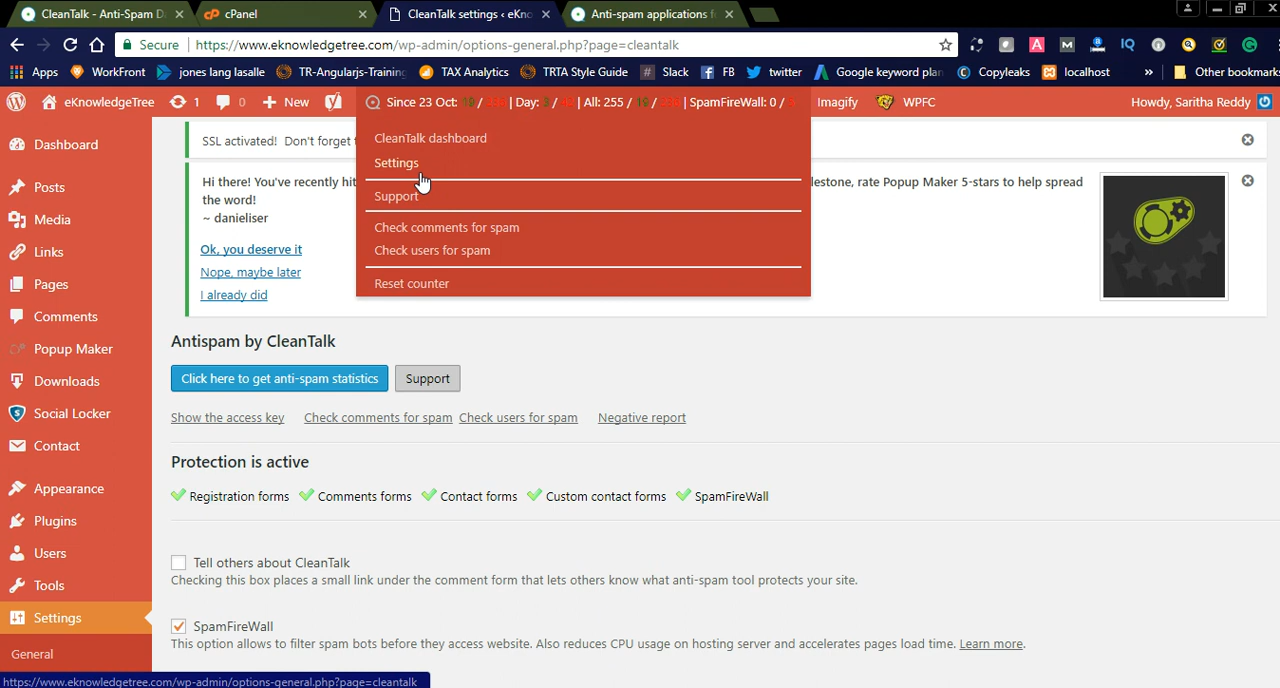 CleanTalk - Anti-Spam D
cPanel
CleanTalk settings ‹ eKno
Anti-spam applications f
Secure
https://www.eknowledgetree.com/wp-admin/options-general.php?page=cleantalk
Apps
WorkFront
jones lang lasalle
TR-Angularjs-Training
TAX Analytics
TRTA Style Guide
Slack
FB
twitter
Google keyword plan
Copyleaks
localhost
»
Other bookmarks
eKnowledgeTree
1
0
New
Since 23 Oct: / | Day: / | All: 255 / / | SpamFireWall: 0 /
Imagify
WPFC
Howdy, Saritha Reddy
CleanTalk dashboard
Settings
Support
Check comments for spam
Check users for spam
Reset counter
Dashboard
Posts
Media
Links
Pages
Comments
Popup Maker
Downloads
Social Locker
Contact
Appearance
Plugins
Users
Tools
Settings
General
SSL activated! Don't forget
Hi there! You've recently hit
lestone, rate Popup Maker 5-stars to help spread
the word!
~ danieliser
Ok, you deserve it
Nope, maybe later
I already did
Antispam by CleanTalk
Click here to get anti-spam statistics
Support
Show the access key
Check comments for spam
Check users for spam
Negative report
Protection is active
Registration forms
Comments forms
Contact forms
Custom contact forms
SpamFireWall
Tell others about CleanTalk
Checking this box places a small link under the comment form that lets others know what anti-spam tool protects your site.
SpamFireWall
This option allows to filter spam bots before they access website. Also reduces CPU usage on hosting server and accelerates pages load time. Learn more.
https://www.eknowledgetree.com/wp-admin/options-general.php?page=cleantalk